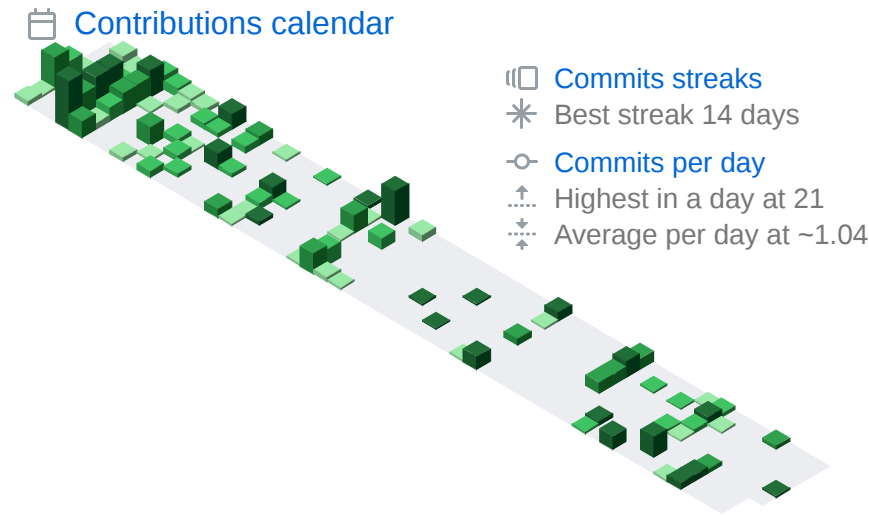 Contributions calendar
Commits streaks
Best streak 14 days
Commits per day
Highest in a day at 21
Average per day at ~1.04